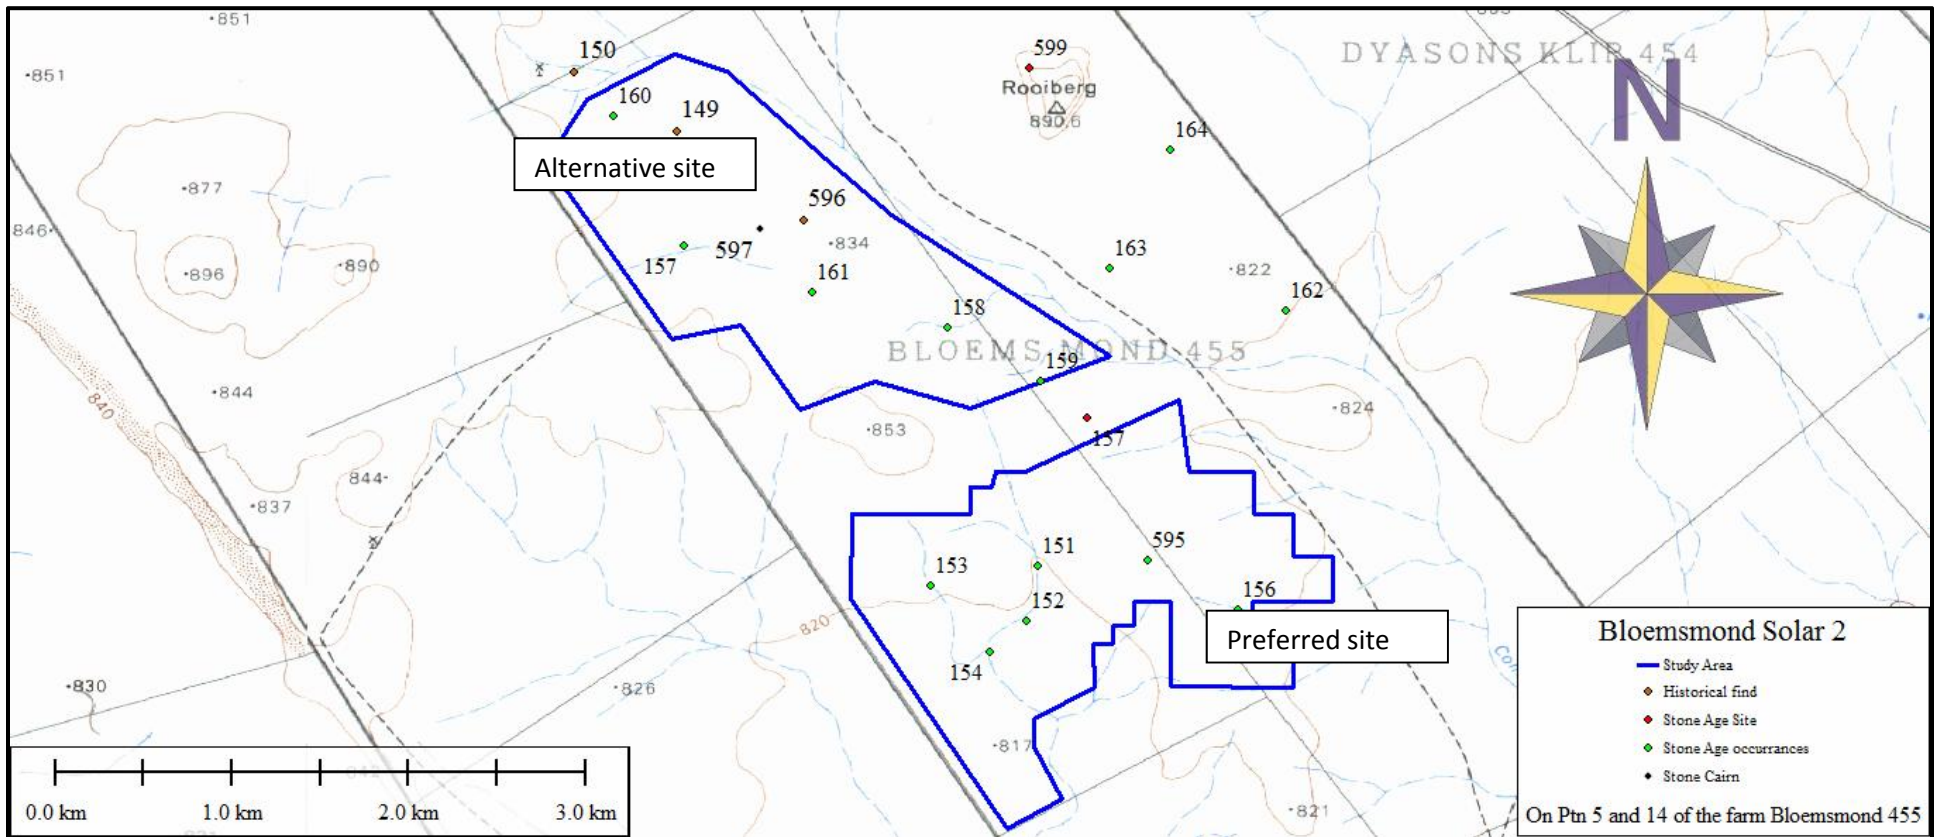 851
851
150
599
DYASONS KLIP 454
N
Rooiberg
890,6
160
149
164
Alternative site
877
596
846
834
163
597
157
896
890
161
822
162
158
BLOEMS MOND 455
159
844
840
853
157
824
844
837
151
595
153
156
152
820
Preferred site
154
830
826
817
821
Bloemsmond Solar 2
Study Area
Historical find
Stone Age Site
Stone Age occurrances
Stone Cairn
On Ptn 5 and 14 of the farm Bloemsmond 455
0.0 km 1.0 km 2.0 km 3.0 km